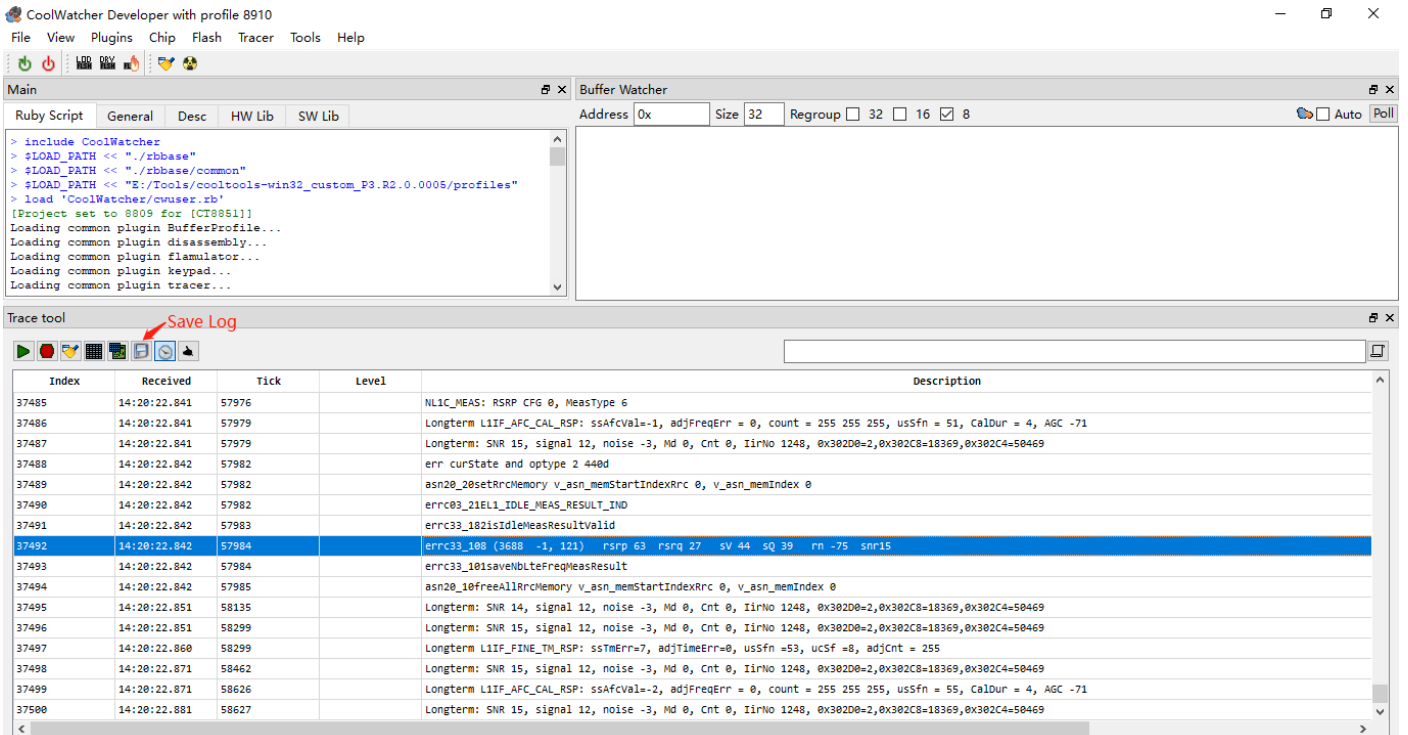 CoolWatcher Developer with profile 8910
File View Plugins Chip Flash Tracer Tools Help
Main
Buffer Watcher
Ruby Script General Desc HW Lib SW Lib
Address 0x Size 32 Regroup 32 16 8 Auto Poll
> include CoolWatcher
> $LOAD_PATH << "./rbbase"
> $LOAD_PATH << "./rbbase/common"
> $LOAD_PATH << "E:/Tools/cooltools-win32_custom_P3.R2.0.0005/profiles"
> load 'CoolWatcher/cwuser.rb'
[Project set to 8809 for [CT8851]]
Loading common plugin BufferProfile...
Loading common plugin disassembly...
Loading common plugin flamulator...
Loading common plugin keypad...
Loading common plugin tracer...
Trace tool
Save Log
Index Received Tick Level Description
37485 14:20:22.841 57976 NL1C_MEAS: RSRP CFG 0, MeasType 6
37486 14:20:22.841 57979 Longterm L1IF_AFC_CAL_RSP: ssAfcVal=-1, adjFreqErr = 0, count = 255 255 255, usSfn = 51, CalDur = 4, AGC -71
37487 14:20:22.841 57979 Longterm: SNR 15, signal 12, noise -3, Md 0, Cnt 0, IirNo 1248, 0x302D0=2,0x302C8=18369,0x302C4=50469
37488 14:20:22.842 57982 err curState and optype 2 440d
37489 14:20:22.842 57982 asn20_20setRrcMemory v_asn_memStartIndexRrc 0, v_asn_memIndex 0
37490 14:20:22.842 57982 errc03_21EL1_IDLE_MEAS_RESULT_IND
37491 14:20:22.842 57983 errc33_182isIdleMeasResultValid
37492 14:20:22.842 57984 errc33_108 (3688 -1, 121) rsrp 63 rsrq 27 sV 44 sQ 39 rn -75 snr15
37493 14:20:22.842 57984 errc33_101saveNbLteFreqMeasResult
37494 14:20:22.842 57985 asn20_10freeAllRrcMemory v_asn_memStartIndexRrc 0, v_asn_memIndex 0
37495 14:20:22.851 58135 Longterm: SNR 14, signal 12, noise -3, Md 0, Cnt 0, IirNo 1248, 0x302D0=2,0x302C8=18369,0x302C4=50469
37496 14:20:22.851 58299 Longterm: SNR 15, signal 12, noise -3, Md 0, Cnt 0, IirNo 1248, 0x302D0=2,0x302C8=18369,0x302C4=50469
37497 14:20:22.860 58299 Longterm L1IF_FINE_TM_RSP: ssTmErr=7, adjTimeErr=0, usSfn =53, ucSf =8, adjCnt = 255
37498 14:20:22.871 58462 Longterm: SNR 15, signal 12, noise -3, Md 0, Cnt 0, IirNo 1248, 0x302D0=2,0x302C8=18369,0x302C4=50469
37499 14:20:22.871 58626 Longterm L1IF_AFC_CAL_RSP: ssAfcVal=-2, adjFreqErr = 0, count = 255 255 255, usSfn = 55, CalDur = 4, AGC -71
37500 14:20:22.881 58627 Longterm: SNR 15, signal 12, noise -3, Md 0, Cnt 0, IirNo 1248, 0x302D0=2,0x302C8=18369,0x302C4=50469